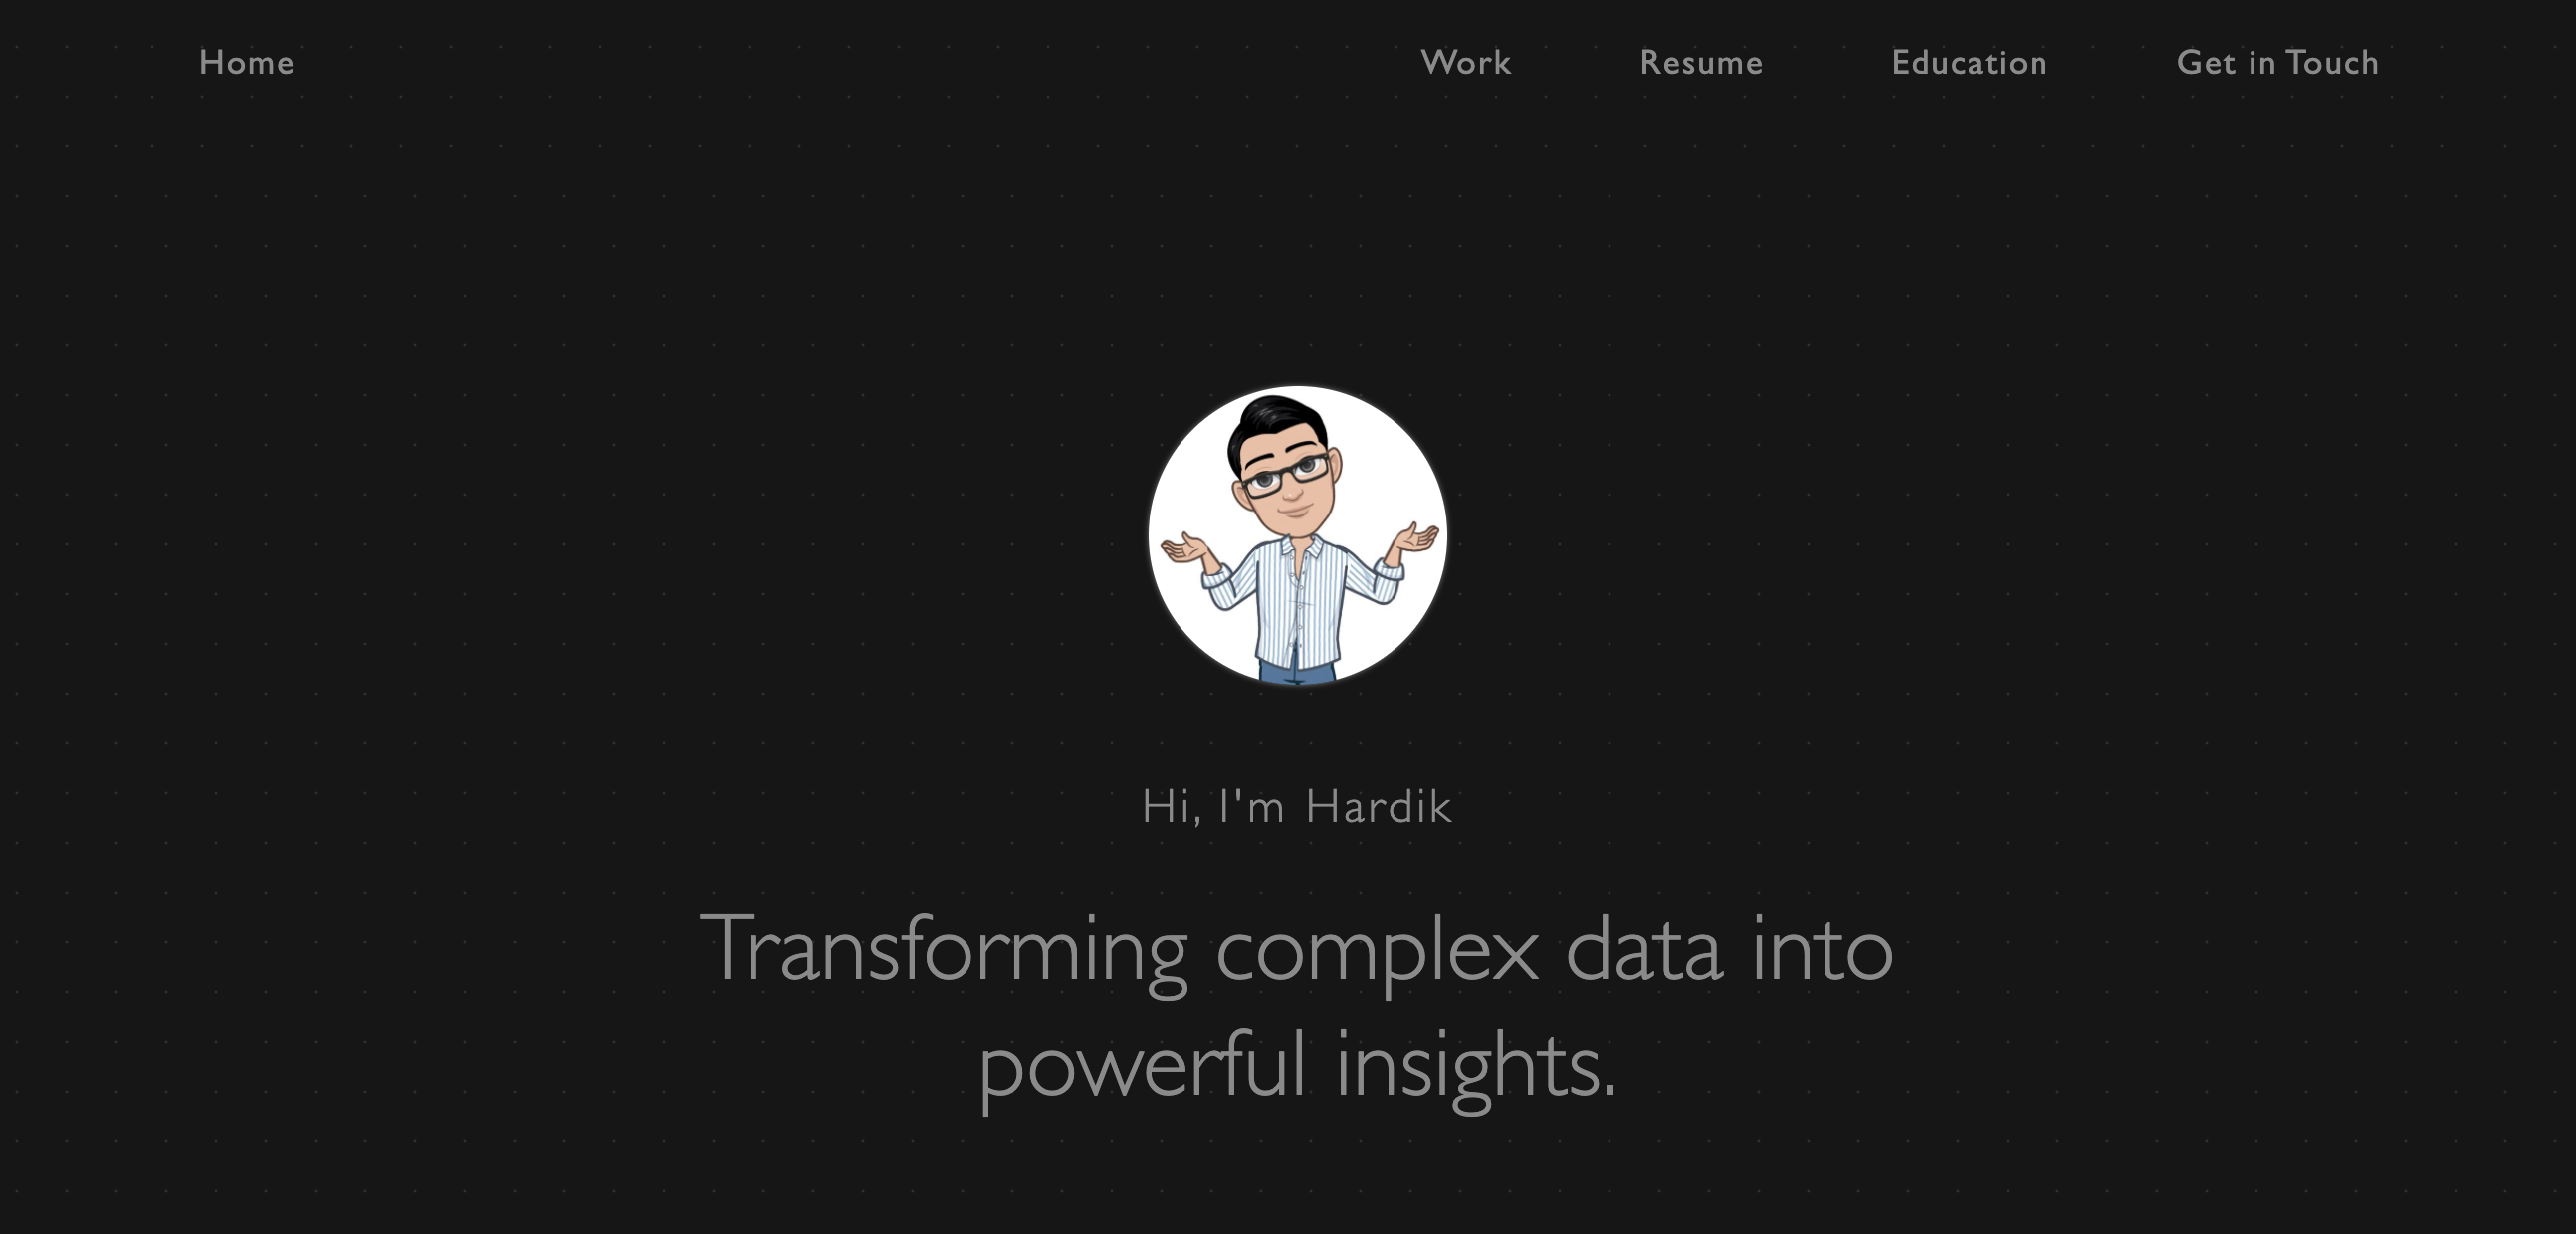 Home
Work
Resume
Education
Get in Touch
Hi, I'm Hardik
Transforming complex data into
powerful insights.